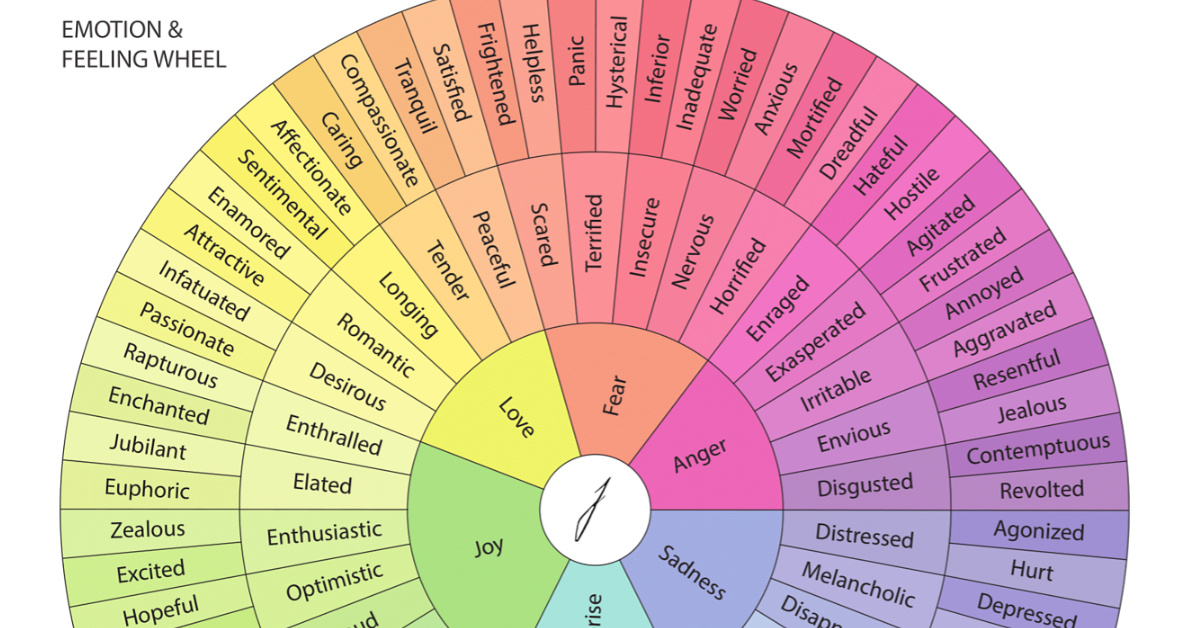 EMOTION &
FEELING WHEEL
Euphoric
Jubilant
Enchanted
Rapturous
Passionate
Infatuated
Attractive
Enamored
Sentimental
Affectionate
Caring
Compassionate
Tranquil
Satisfied
Frightened
Helpless
Panic
Hysterical
Inferior
Inadequate
Worried
Anxious
Mortified
Dreadful
Hateful
Hostile
Agitated
Frustrated
Annoyed
Aggravated
Resentful
Jealous
Contemptuous
Revolted
Agonized
Hurt
Depressed
Zealous
Excited
Hopeful
Elated
Enthralled
Desirous
Romantic
Longing
Tender
Peaceful
Scared
Terrified
Insecure
Nervous
Horrified
Enraged
Exasperated
Irritable
Envious
Disgusted
Distressed
Melancholic
Disapp
Enthusiastic
Optimistic
ud
Love
Fear
Anger
Joy
Sadness
rise